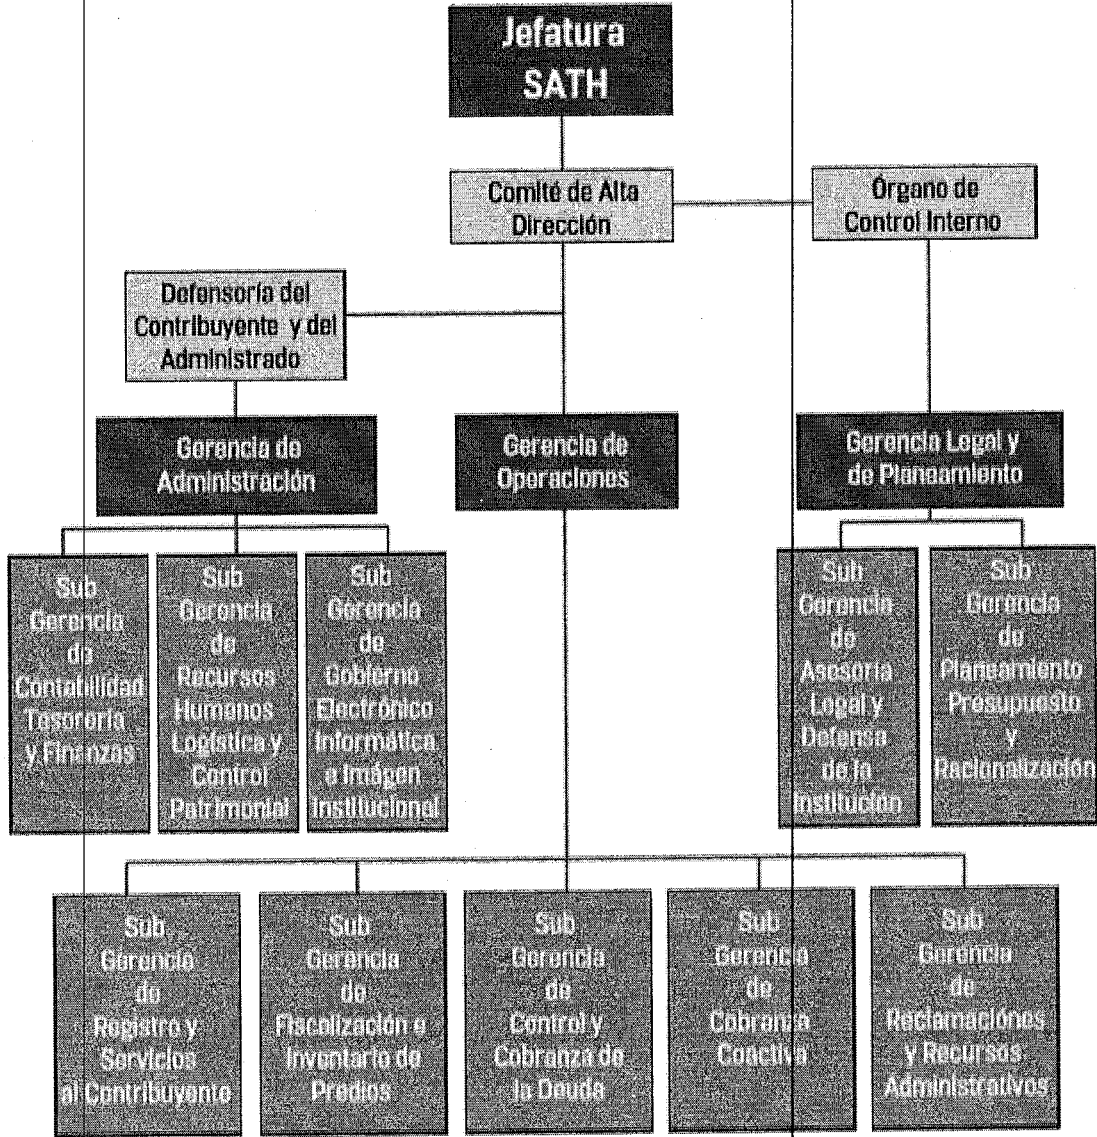 Jefatura
SATH
Comité de Alta
Dirección
Órgano de
Control Interno
Defensoría del
Contribuyente y del
Administrado
Gerencia de
Administración
Gerencia de
Operaciones
Gerencia Legal y
de Planeamiento
Sub
Gerencia
de
Contabilidad
Tesorería
y Finanzas
Sub
Gerencia
de
Recursos
Humanos
Logística y
Control
Patrimonial
Sub
Gerencia
de
Gobierno
Electrónico
Informática
e Imágen
Institucional
Sub
Gerencia
de
Asesoría
Legal y
Defensa
de la
Institución
Sub
Gerencia
de
Planeamiento
Presupuesto
y
Racionalización
Sub
Gerencia
de
Registro y
Servicios
al Contribuyente
Sub
Gerencia
de
Fiscalización e
Inventario de
Predios
Sub
Gerencia
de
Control y
Cobranza de
la Deuda
Sub
Gerencia
de
Cobranza
Coactiva
Sub
Gerencia
de
Reclamaciones
y Recursos
Administrativos